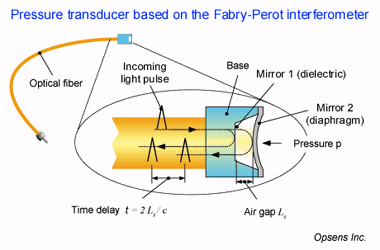 Pressure transducer based on the Fabry-Perot interferometer
Optical fiber
Incoming
light pulse
Base
Mirror 1 (dielectric)
Mirror 2
(diaphragm)
Pressure p
Time delay t = 2 Ls / c
Air gap Ls
Opsens Inc.